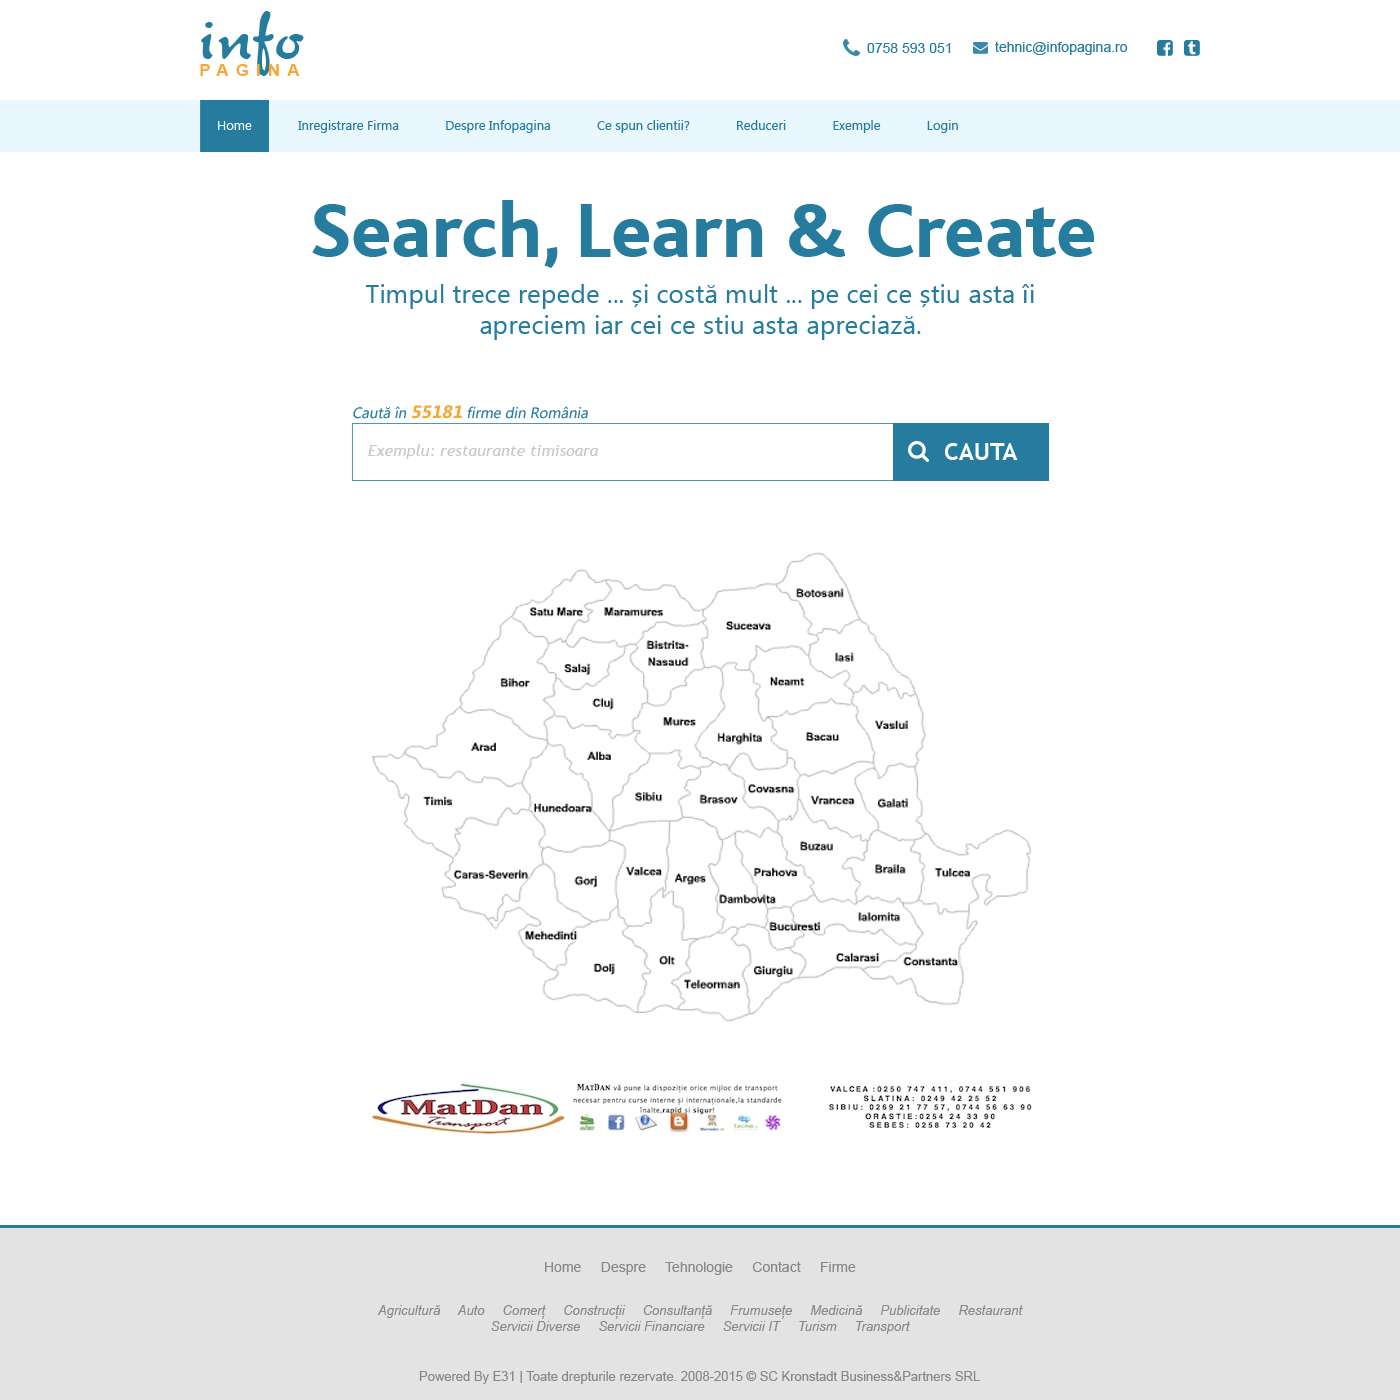 info
PAGINA
0758 593 051
tehnic@infopagina.ro
Home
Inregistrare Firma
Despre Infopagina
Ce spun clientii?
Reduceri
Exemple
Login
Search, Learn & Create
Timpul trece repede ... și costă mult ... pe cei ce știu asta îi
apreciem iar cei ce stiu asta apreciază.
Caută în 55181 firme din România
Exemplu: restaurante timisoara
CAUTA
Botosani
Satu Mare
Maramures
Suceava
Bistrita-
Nasaud
Iasi
Salaj
Bihor
Neamt
Cluj
Mures
Vaslui
Harghita
Bacau
Arad
Alba
Covasna
Timis
Sibiu
Brasov
Vrancea
Galati
Hunedoara
Buzau
Caras-Severin
Gorj
Valcea
Arges
Prahova
Braila
Tulcea
Dambovita
Ialomita
Bucuresti
Mehedinti
Dolj
Olt
Calarasi
Constanta
Giurgiu
Teleorman
MatDan
Transport
MATDAN vă pune la dispoziție orice mijloc de transport
necesar pentru curse interne și internaționale,la standarde
înalte,rapid și sigur!
VALCEA :0250 747 411, 0744 551 906
SLATINA: 0249 42 25 52
SIBIU: 0269 21 77 57, 0744 56 63 90
ORASTIE:0254 24 33 90
SEBES: 0258 73 20 42
Home Despre Tehnologie Contact Firme
Agricultură Auto Comerț Construcții Consultanță Frumusețe Medicină Publicitate Restaurant
Servicii Diverse Servicii Financiare Servicii IT Turism Transport
Powered By E31 | Toate drepturile rezervate. 2008-2015 © SC Kronstadt Business&Partners SRL